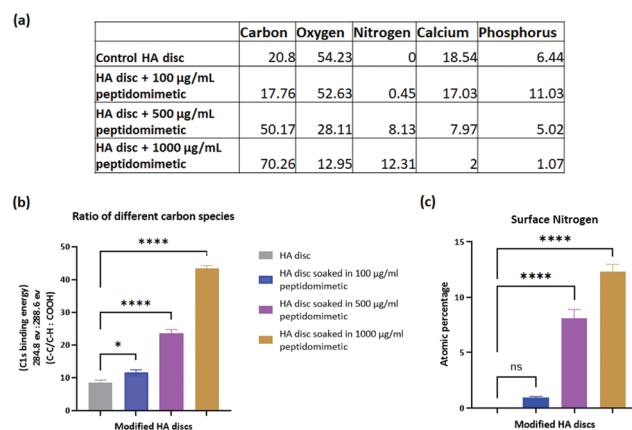 (a)
Carbon Oxygen Nitrogen Calcium Phosphorus
Control HA disc 20.8 54.23 0 18.54 6.44
HA disc + 100 µg/mL
peptidomimetic 17.76 52.63 0.45 17.03 11.03
HA disc + 500 µg/mL
peptidomimetic 50.17 28.11 8.13 7.97 5.02
HA disc + 1000 µg/mL
peptidomimetic 70.26 12.95 12.31 2 1.07
(b)
Ratio of different carbon species
(C1s binding energy)
284.8 ev :288.6 ev
(C-C/C-H : COOH)
50
40
30
20
10
0
****
****
*
Modified HA discs
HA disc
HA disc soaked in 100 µg/ml
peptidomimetic
HA disc soaked in 500 µg/ml
peptidomimetic
HA disc soaked in 1000 µg/ml
peptidomimetic
(c)
Surface Nitrogen
Atomic percentage
15
10
5
0
****
****
ns
Modified HA discs